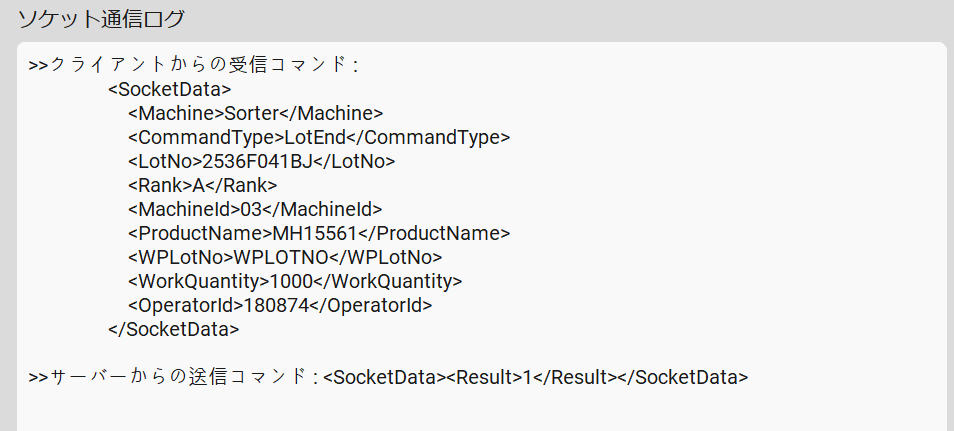 ソケット通信ログ
>>クライアントからの受信コマンド :
<SocketData>
<Machine>Sorter</Machine>
<CommandType>LotEnd</CommandType>
<LotNo>2536F041BJ</LotNo>
<Rank>A</Rank>
<MachineId>03</MachineId>
<ProductName>MH15561</ProductName>
<WPLotNo>WPLOTNO</WPLotNo>
<WorkQuantity>1000</WorkQuantity>
<OperatorId>180874</OperatorId>
</SocketData>
>>サーバーからの送信コマンド : <SocketData><Result>1</Result></SocketData>